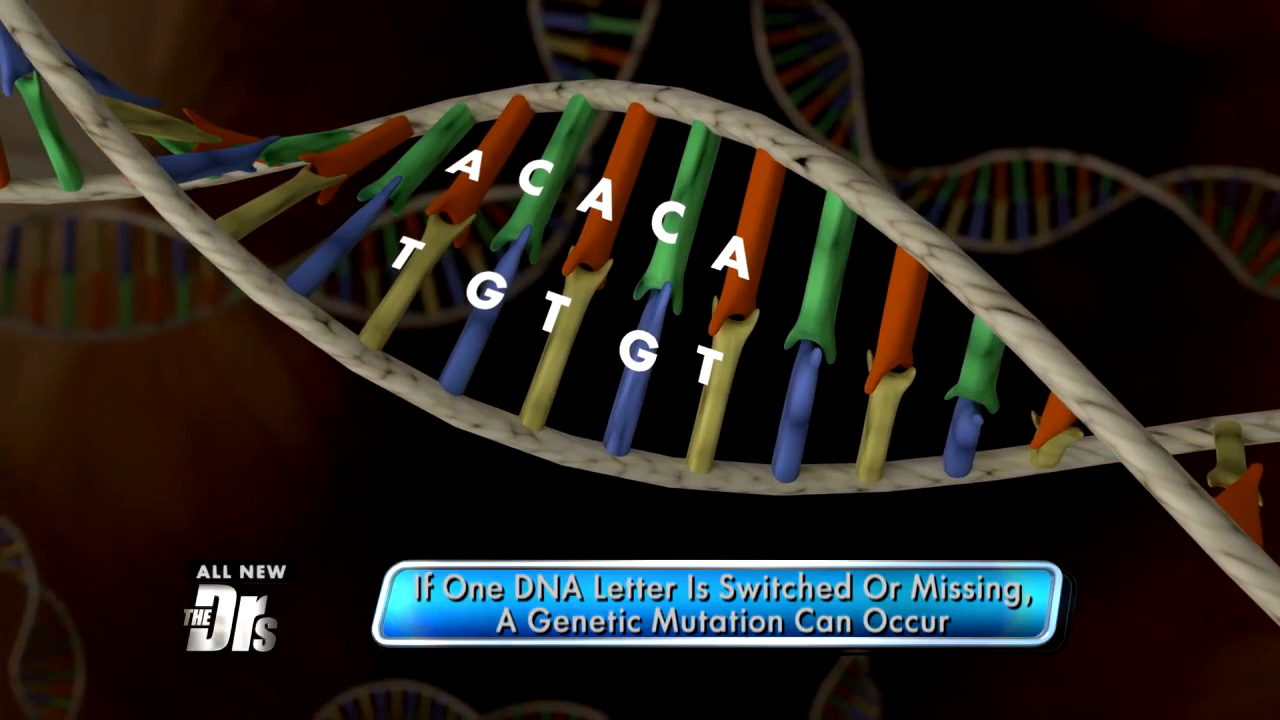 A C A C A
T G T G T
ALL NEW
THE Drs
If One DNA Letter Is Switched Or Missing,
A Genetic Mutation Can Occur